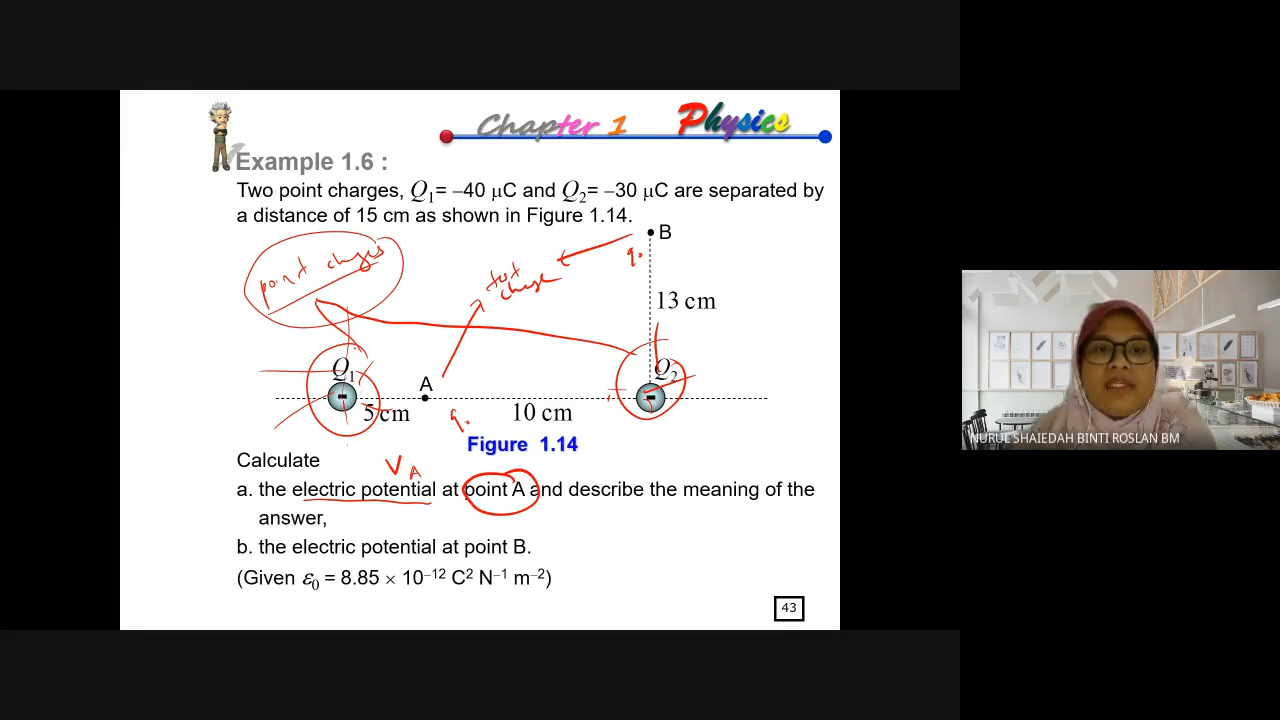 Chapter 1 Physics
Example 1.6 :
Two point charges, Q1= –40 μC and Q2= –30 μC are separated by
a distance of 15 cm as shown in Figure 1.14.
B
point charges
test
charge
q.
13 cm
Q1
Q2
A
5 cm
q.
10 cm
Figure 1.14
Calculate
VA
a. the electric potential at point A and describe the meaning of the
answer,
b. the electric potential at point B.
(Given ε0 = 8.85 × 10–12 C2 N–1 m–2)
43
NURUL SHAIEDAH BINTI ROSLAN BM